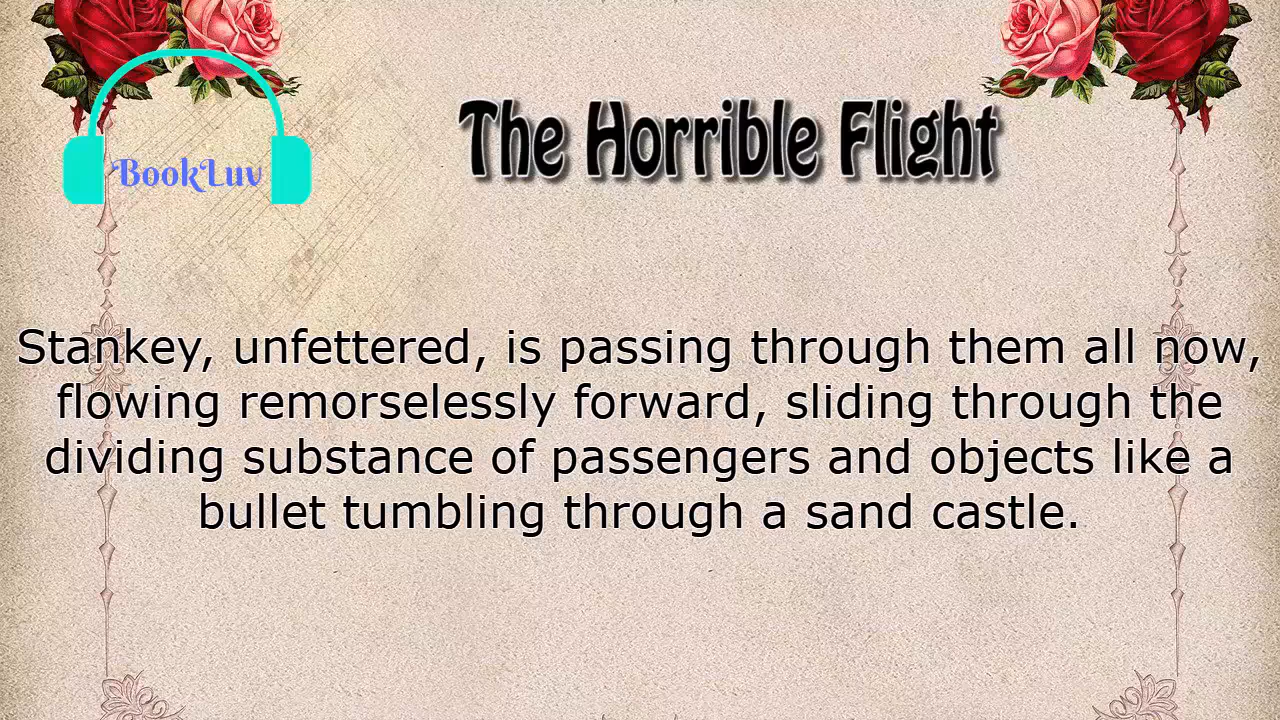 BookLuv
The Horrible Flight
Stankey, unfettered, is passing through them all now,
flowing remorselessly forward, sliding through the
dividing substance of passengers and objects like a
bullet tumbling through a sand castle.